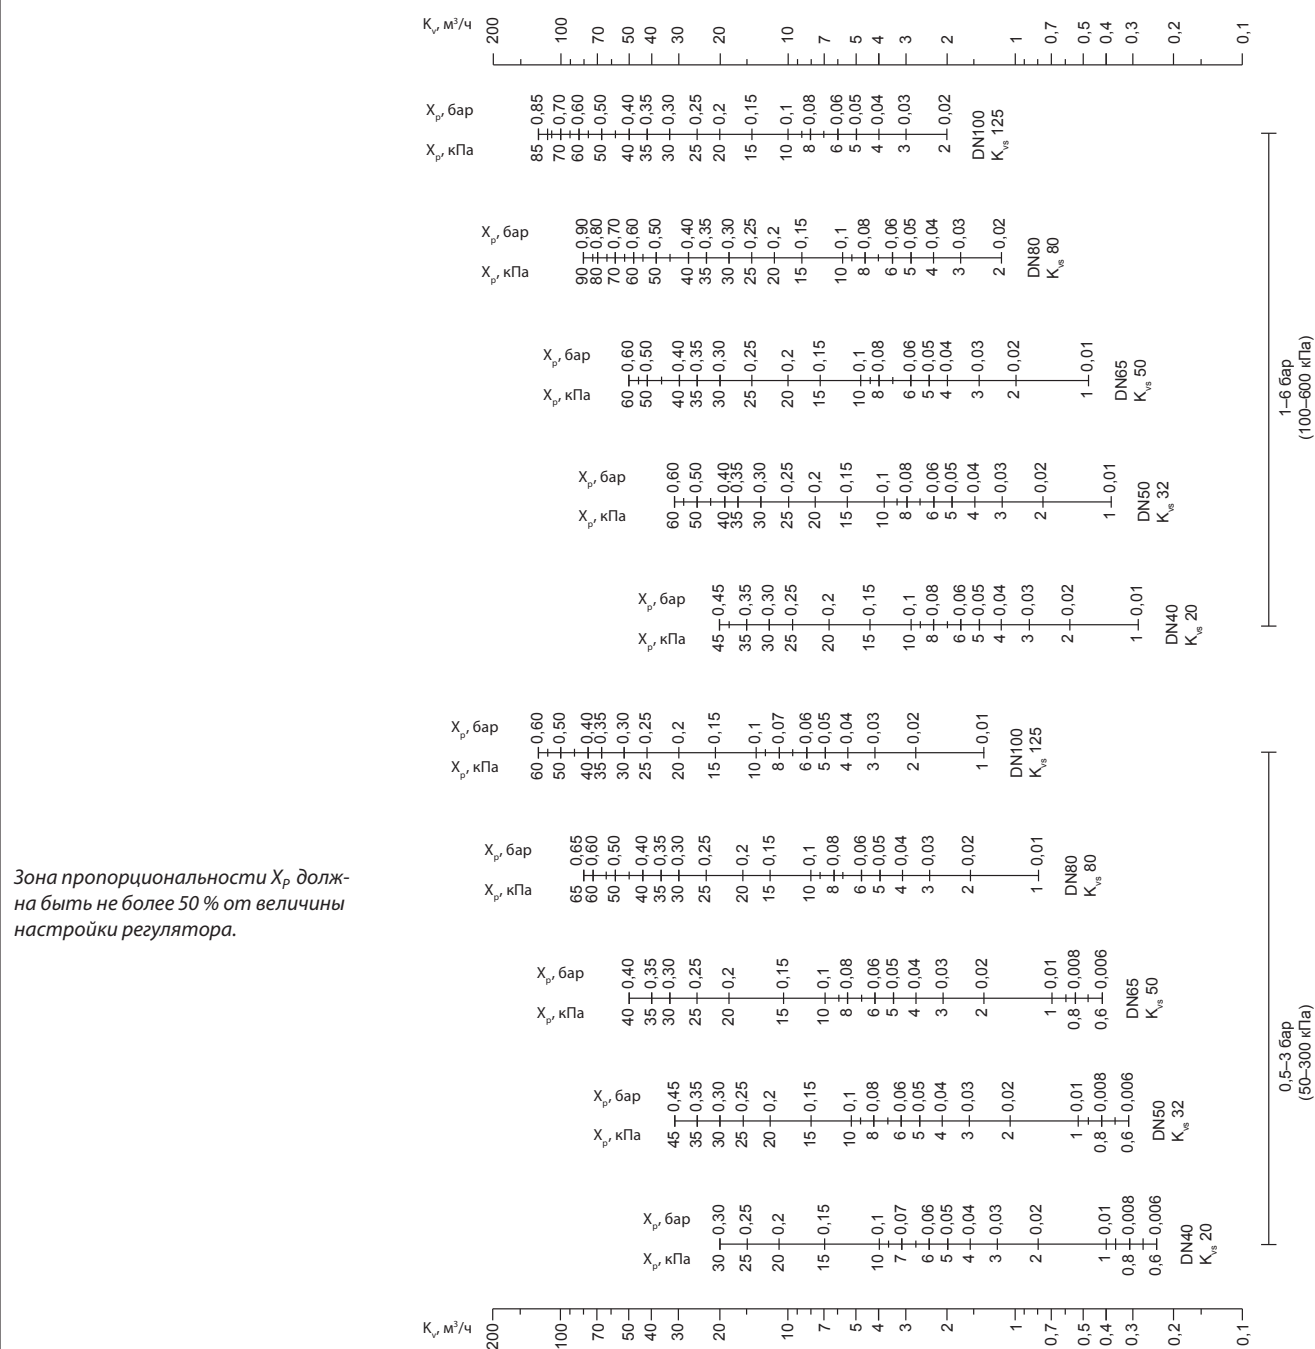 Kv, м³/ч 200 100 70 50 40 30 20 10 7 5 4 3 2 1 0,7 0,5 0,4 0,3 0,2 0,1
Xp, бар 0,85 0,70 0,60 0,50 0,40 0,35 0,30 0,25 0,2 0,15 0,1 0,08 0,06 0,05 0,04 0,03 0,02
Xp, кПа 85 70 60 50 40 35 30 25 20 15 10 8 6 5 4 3 2
DN100
Kvs 125
Xp, бар 0,90 0,80 0,70 0,60 0,50 0,40 0,35 0,30 0,25 0,2 0,15 0,1 0,08 0,06 0,05 0,04 0,03 0,02
Xp, кПа 90 80 70 60 50 40 35 30 25 20 15 10 8 6 5 4 3 2
DN80
Kvs 80
Xp, бар 0,60 0,50 0,40 0,35 0,30 0,25 0,2 0,15 0,1 0,08 0,06 0,05 0,04 0,03 0,02 0,01
Xp, кПа 60 50 40 35 30 25 20 15 10 8 6 5 4 3 2 1
DN65
Kvs 50
Xp, бар 0,60 0,50 0,40 0,35 0,30 0,25 0,2 0,15 0,1 0,08 0,06 0,05 0,04 0,03 0,02 0,01
Xp, кПа 60 50 40 35 30 25 20 15 10 8 6 5 4 3 2 1
DN50
Kvs 32
Xp, бар 0,45 0,35 0,30 0,25 0,2 0,15 0,1 0,08 0,06 0,05 0,04 0,03 0,02 0,01
Xp, кПа 45 35 30 25 20 15 10 8 6 5 4 3 2 1
DN40
Kvs 20
1–6 бар
(100–600 кПа)
Xp, бар 0,60 0,50 0,40 0,35 0,30 0,25 0,2 0,15 0,1 0,07 0,06 0,05 0,04 0,03 0,02 0,01
Xp, кПа 60 50 40 35 30 25 20 15 10 8 6 5 4 3 2 1
DN100
Kvs 125
Зона пропорциональности XP долж-
на быть не более 50 % от величины
настройки регулятора.
Xp, бар 0,65 0,60 0,50 0,40 0,35 0,30 0,25 0,2 0,15 0,1 0,08 0,06 0,05 0,04 0,03 0,02 0,01
Xp, кПа 65 60 50 40 35 30 25 20 15 10 8 6 5 4 3 2 1
DN80
Kvs 80
Xp, бар 0,40 0,35 0,30 0,25 0,2 0,15 0,1 0,08 0,06 0,05 0,04 0,03 0,02 0,01 0,008 0,006
Xp, кПа 40 35 30 25 20 15 10 8 6 5 4 3 2 1 0,8 0,6
DN65
Kvs 50
Xp, бар 0,45 0,35 0,30 0,25 0,2 0,15 0,1 0,08 0,06 0,05 0,04 0,03 0,02 0,01 0,008 0,006
Xp, кПа 45 35 30 25 20 15 10 8 6 5 4 3 2 1 0,8 0,6
DN50
Kvs 32
Xp, бар 0,30 0,25 0,2 0,15 0,1 0,07 0,06 0,05 0,04 0,03 0,02 0,01 0,008 0,006
Xp, кПа 30 25 20 15 10 7 6 5 4 3 2 1 0,8 0,6
DN40
Kvs 20
0,5–3 бар
(50–300 кПа)
Kv, м³/ч 200 100 70 50 40 30 20 10 7 5 4 3 2 1 0,7 0,5 0,4 0,3 0,2 0,1